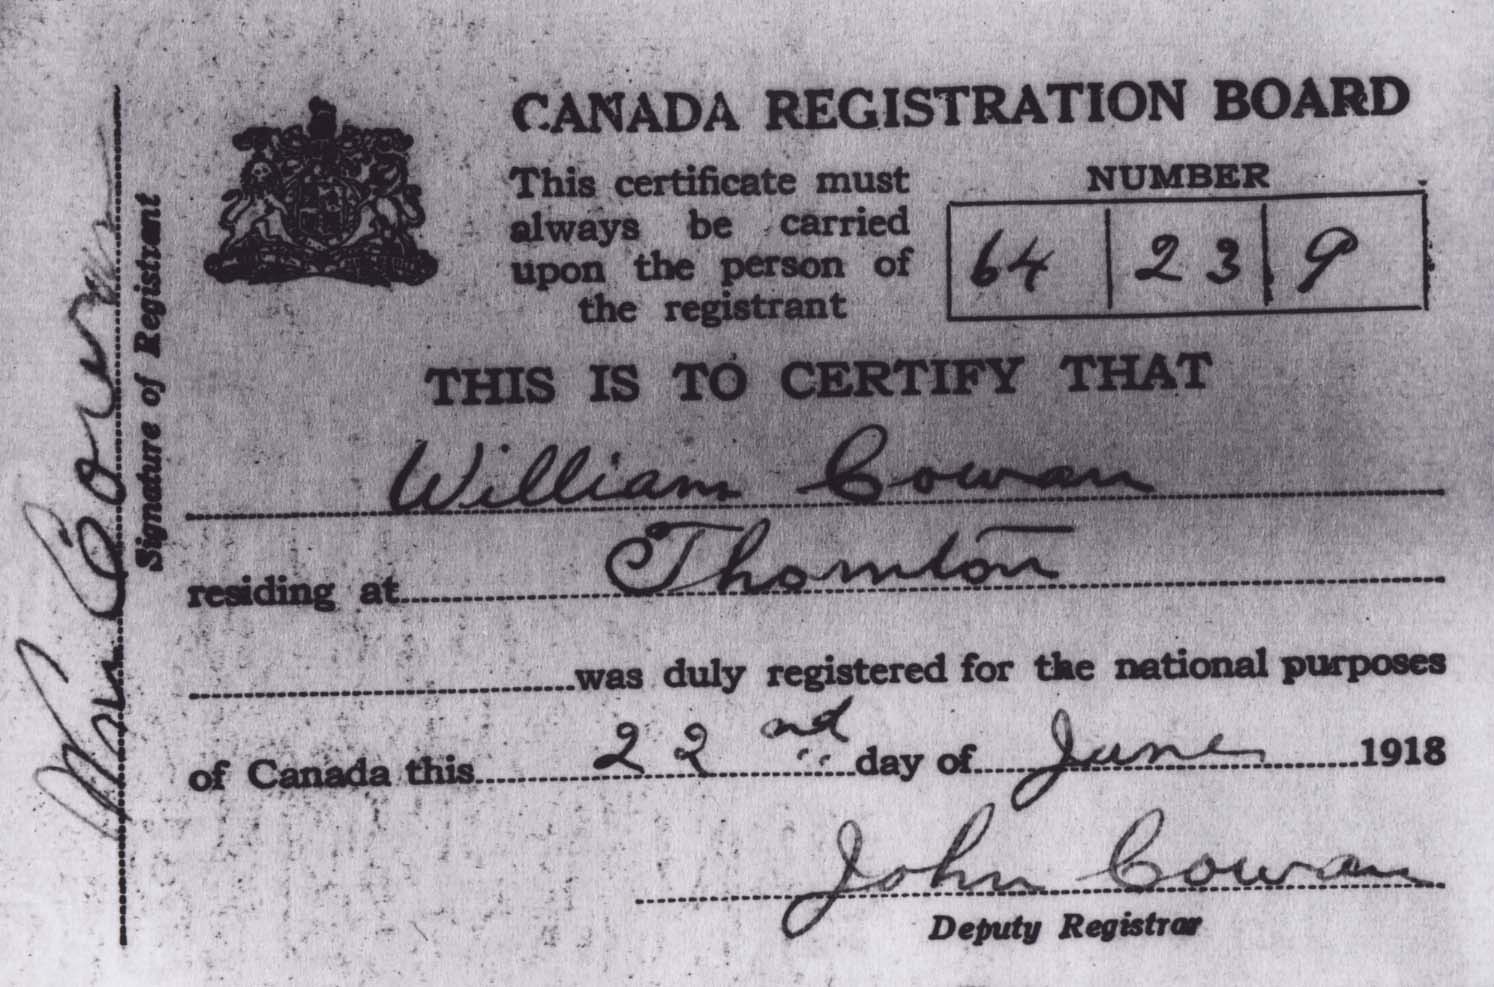 CANADA REGISTRATION BOARD
This certificate must
always be carried
upon the person of
the registrant
NUMBER
64 23 9
THIS IS TO CERTIFY THAT
William Cowan
residing at Thornton
was duly registered for the national purposes
of Canada this 22nd day of June 1918
John Cowan
Deputy Registrar
Wm Cowan
Signature of Registrant